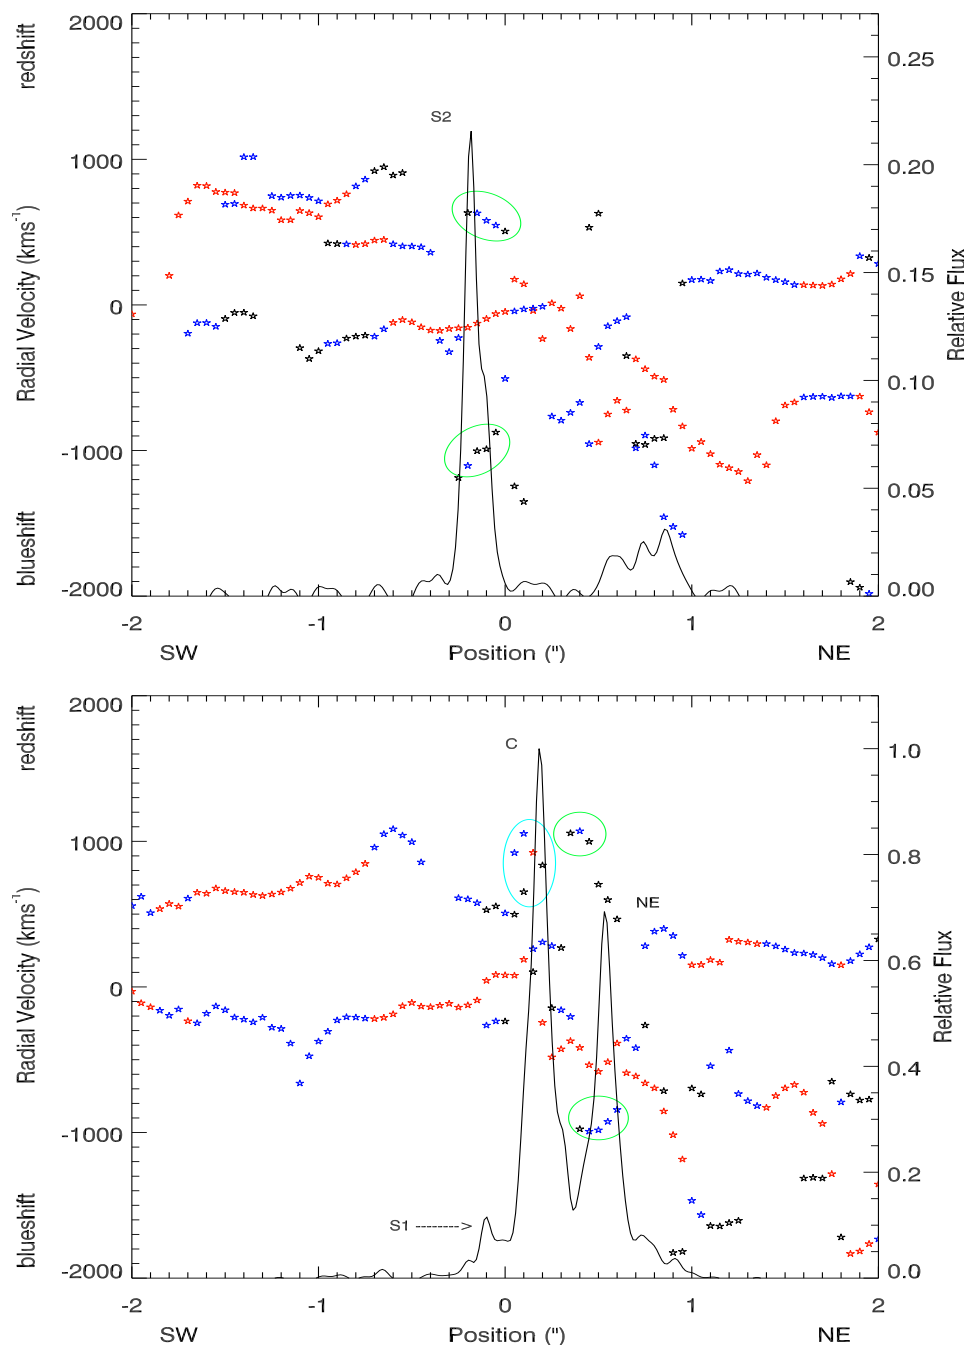 2000
1000
0
-1000
-2000
redshift
Radial Velocity (kms-1)
blueshift
S2
0.25
0.20
0.15
0.10
0.05
0.00
Relative Flux
-2 -1 0 1 2
SW Position (") NE
2000
1000
0
-1000
-2000
redshift
Radial Velocity (kms-1)
blueshift
C
NE
S1 -------->
1.0
0.8
0.6
0.4
0.2
0.0
Relative Flux
-2 -1 0 1 2
SW Position (") NE